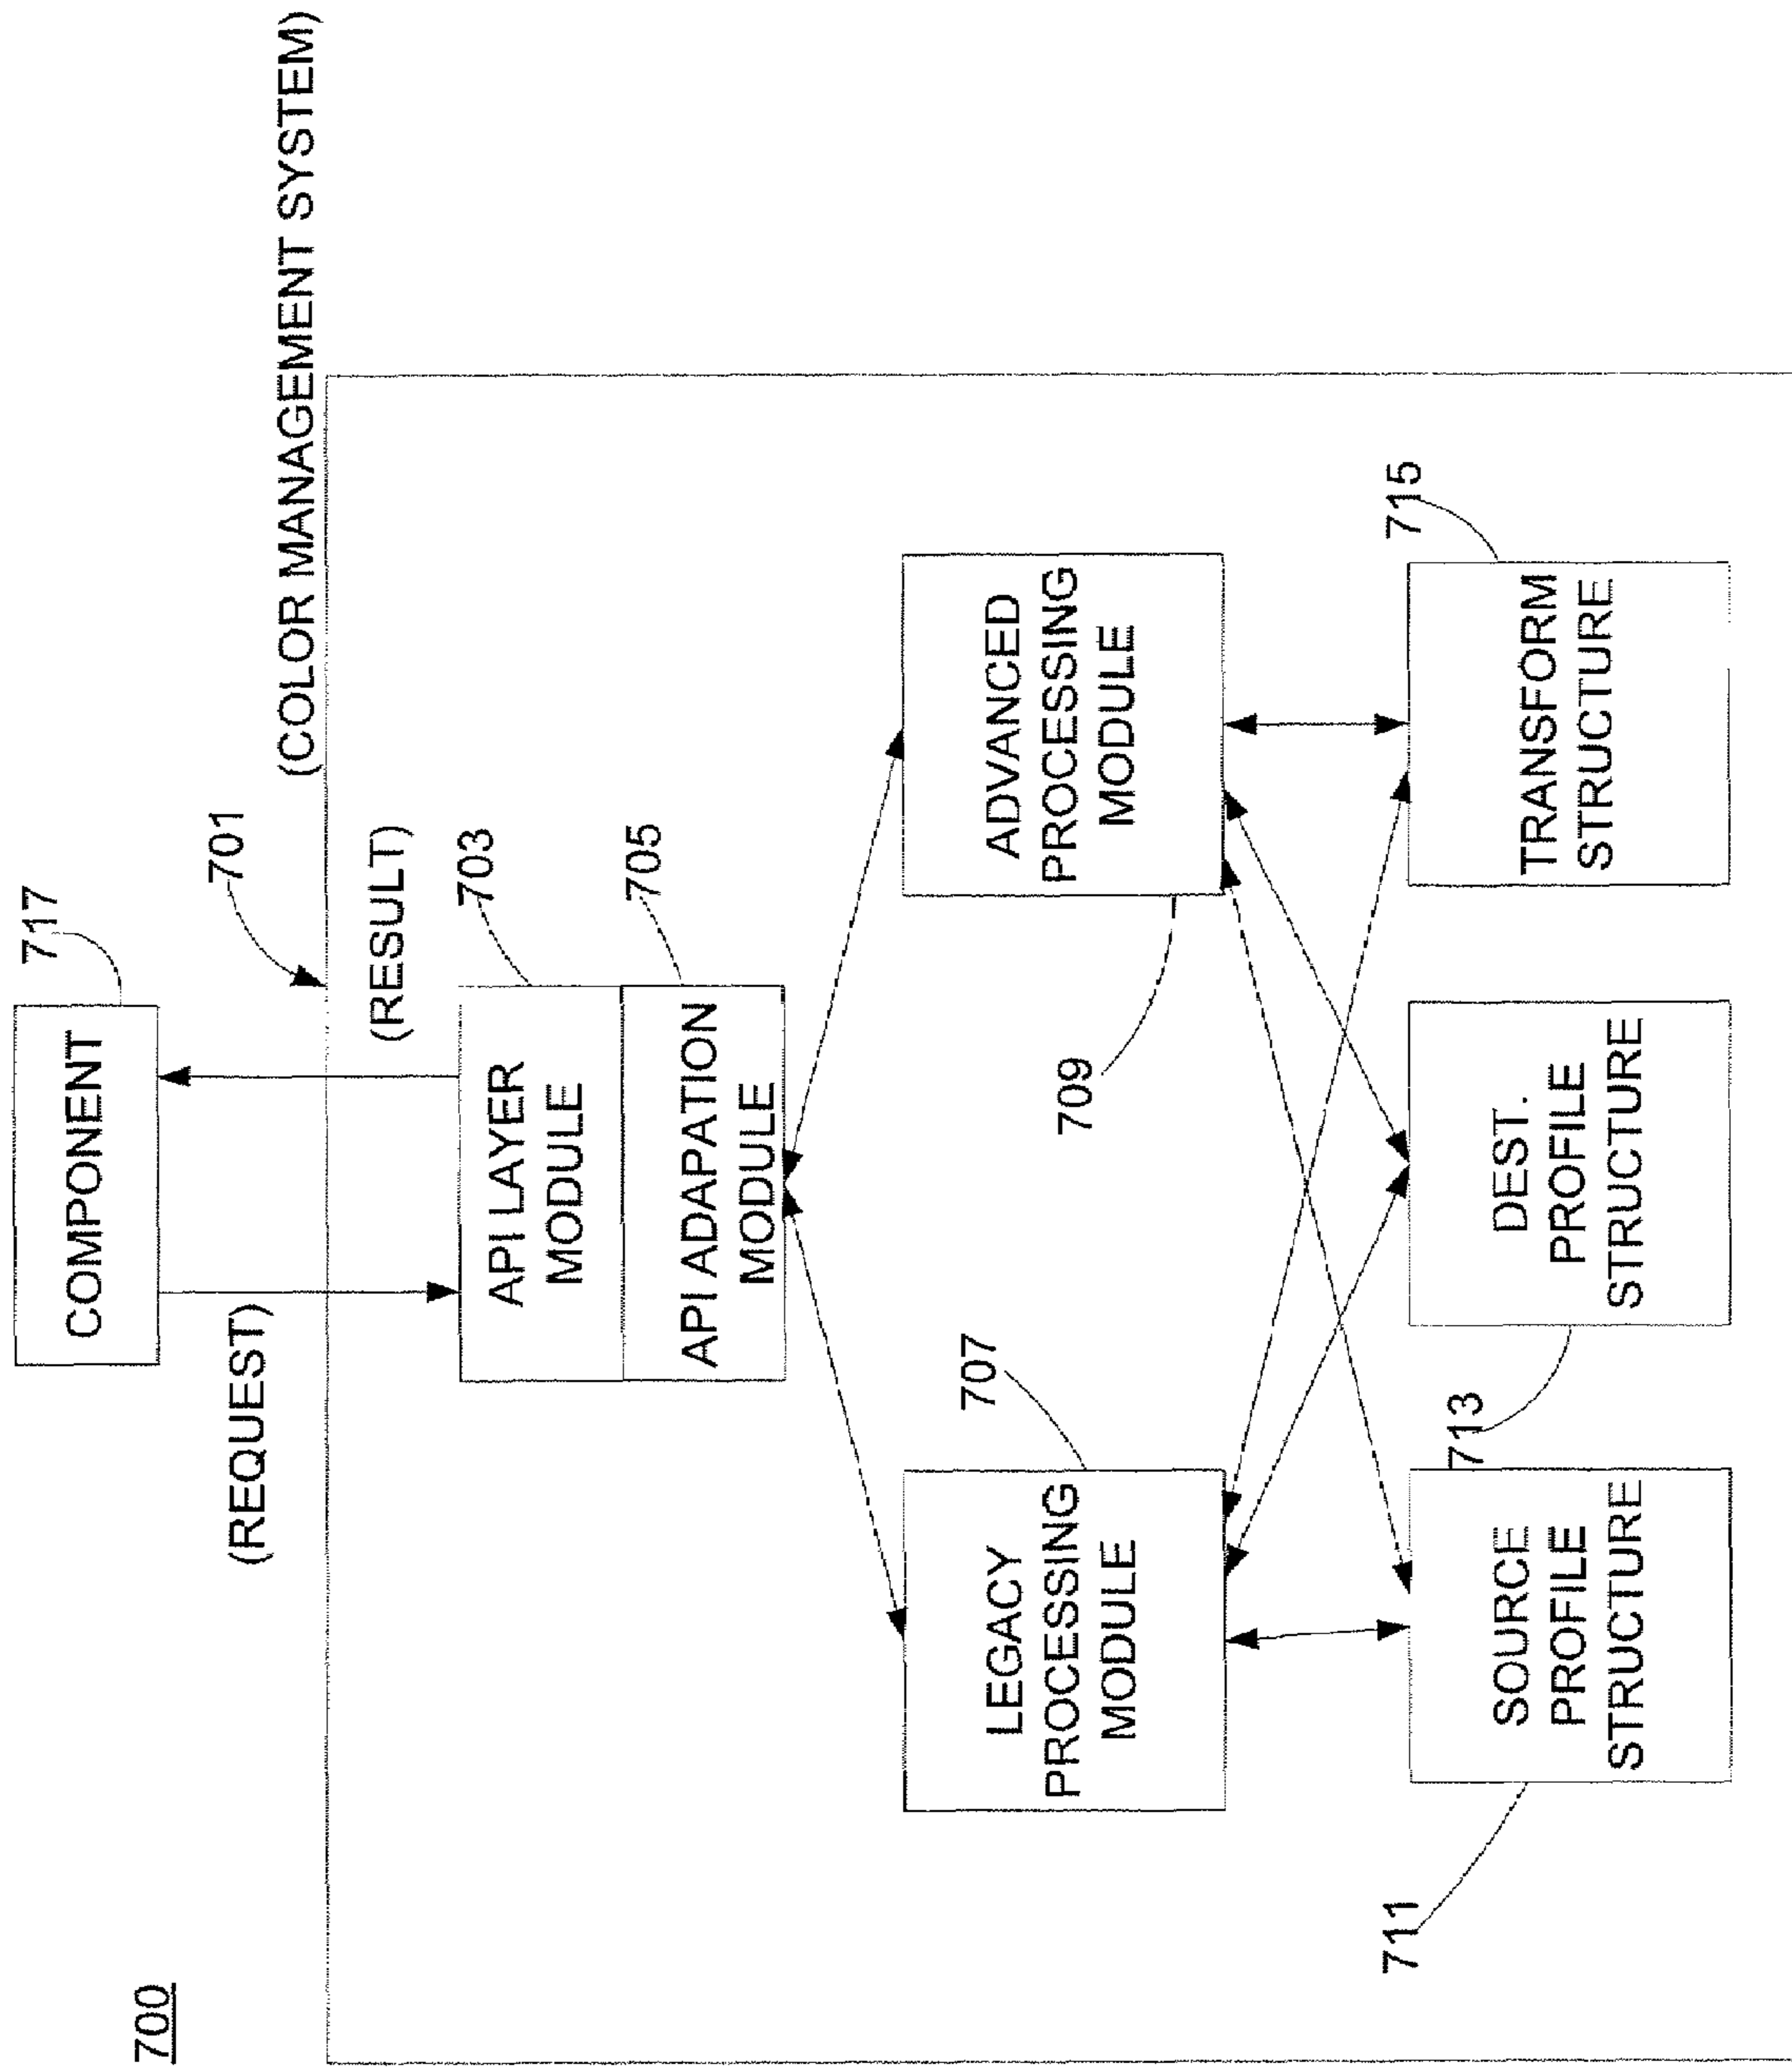 700
COMPONENT
717
(REQUEST)
701
(COLOR MANAGEMENT SYSTEM)
(RESULT)
API LAYER
MODULE
703
API ADAPATION
MODULE
705
707
LEGACY
PROCESSING
MODULE
709
ADVANCED
PROCESSING
MODULE
711
SOURCE
PROFILE
STRUCTURE
713
DEST.
PROFILE
STRUCTURE
715
TRANSFORM
STRUCTURE